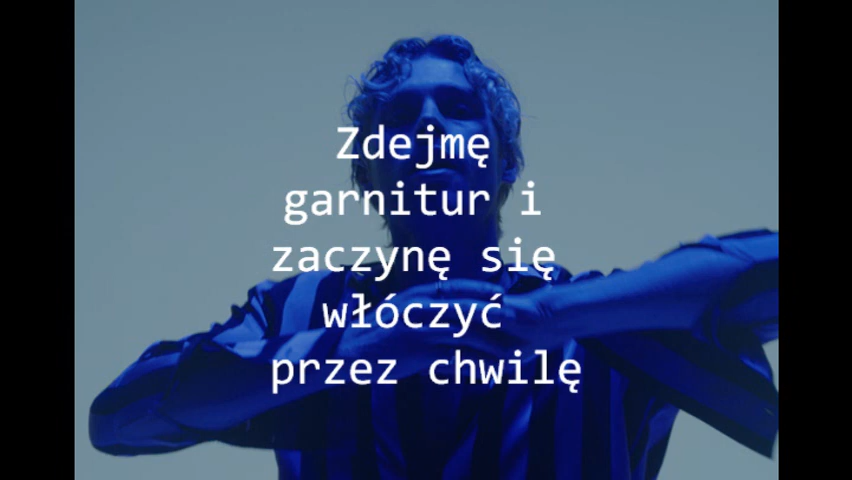 Zdejmę
garnitur i
zaczynę się
włóczyć
przez chwilę